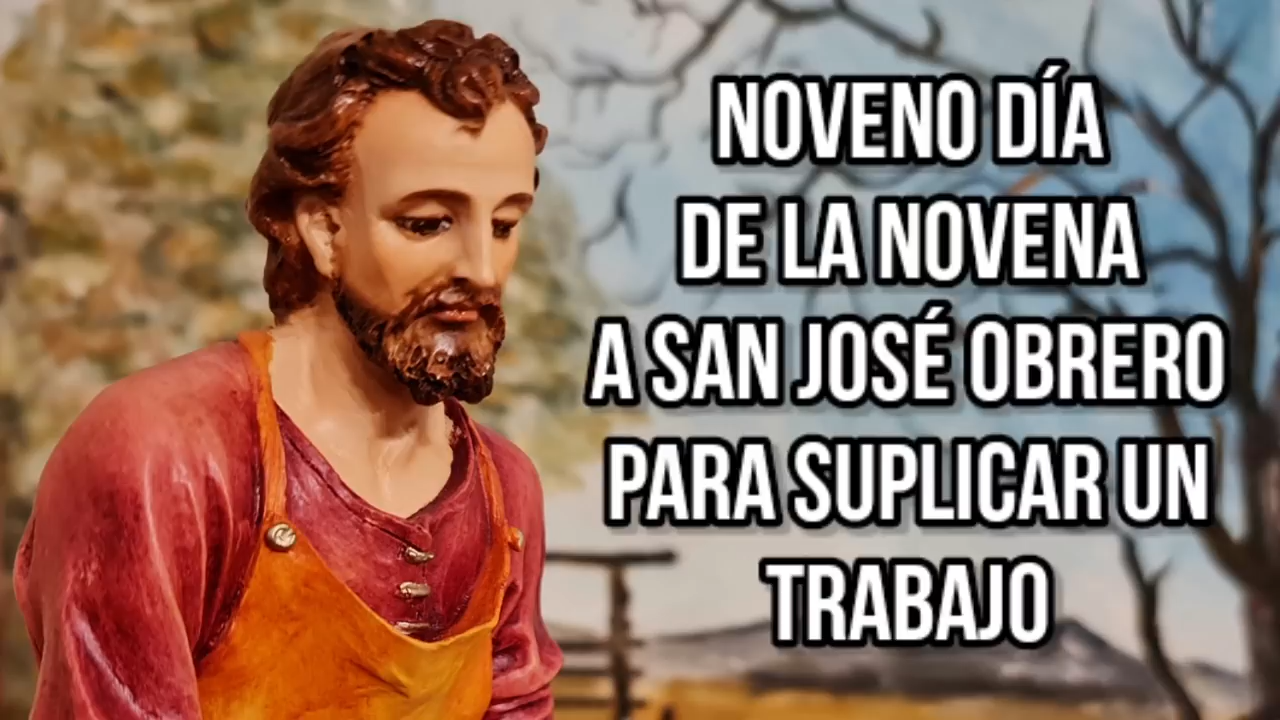 NOVENO DÍA
DE LA NOVENA
A SAN JOSÉ OBRERO
PARA SUPLICAR UN
TRABAJO